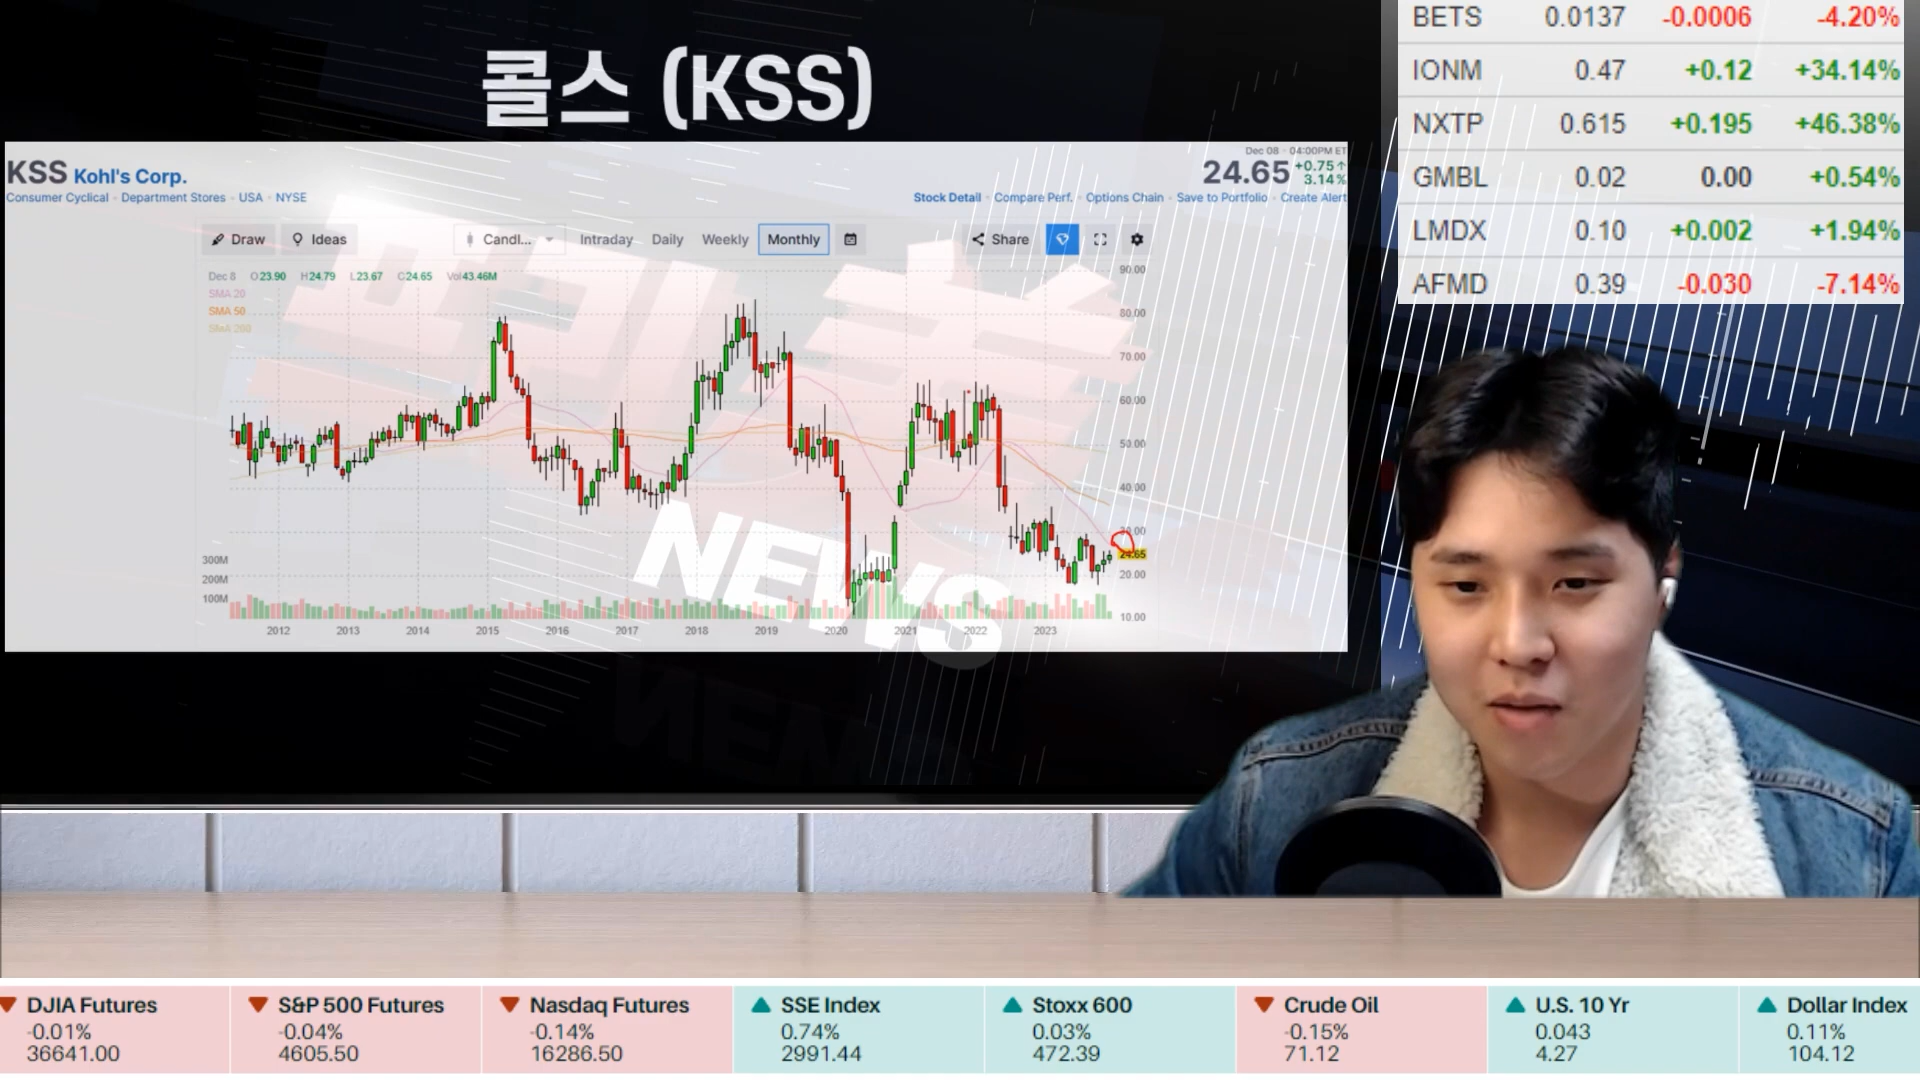 콜스 (KSS)
KSS Kohl's Corp.
Consumer Cyclical · Department Stores · USA · NYSE
Dec 08 · 04:00PM ET
24.65 +0.75
3.14%
Stock Detail · Compare Perf. · Options Chain · Save to Portfolio · Create Alert
Draw Ideas Candl... Intraday Daily Weekly Monthly Share
Dec 8 O23.90 H24.79 L23.67 C24.65 Vol43.46M
SMA 20
SMA 50
SMA 200
90.00
80.00
70.00
60.00
50.00
40.00
30.00
24.65
20.00
10.00
300M
200M
100M
2012 2013 2014 2015 2016 2017 2018 2019 2020 2021 2022 2023
NEWS
BETS 0.0137 -0.0006 -4.20%
IONM 0.47 +0.12 +34.14%
NXTP 0.615 +0.195 +46.38%
GMBL 0.02 0.00 +0.54%
LMDX 0.10 +0.002 +1.94%
AFMD 0.39 -0.030 -7.14%
DJIA Futures
-0.01%
36641.00
S&P 500 Futures
-0.04%
4605.50
Nasdaq Futures
-0.14%
16286.50
SSE Index
0.74%
2991.44
Stoxx 600
0.03%
472.39
Crude Oil
-0.15%
71.12
U.S. 10 Yr
0.043
4.27
Dollar Index
0.11%
104.12